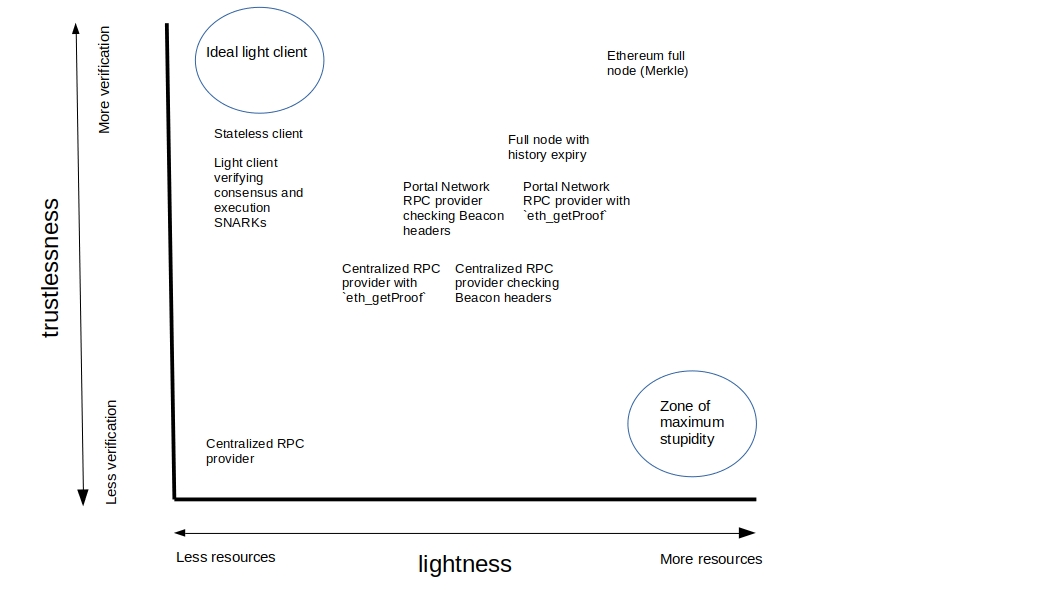 More verification
trustlessness
Less verification
Ideal light client
Ethereum full
node (Merkle)
Stateless client
Full node with
history expiry
Light client
verifying
consensus and
execution
SNARKs
Portal Network
RPC provider
checking Beacon
headers
Portal Network
RPC provider with
`eth_getProof`
Centralized RPC
provider with
`eth_getProof`
Centralized RPC
provider checking
Beacon headers
Zone of
maximum
stupidity
Centralized RPC
provider
Less resources
lightness
More resources